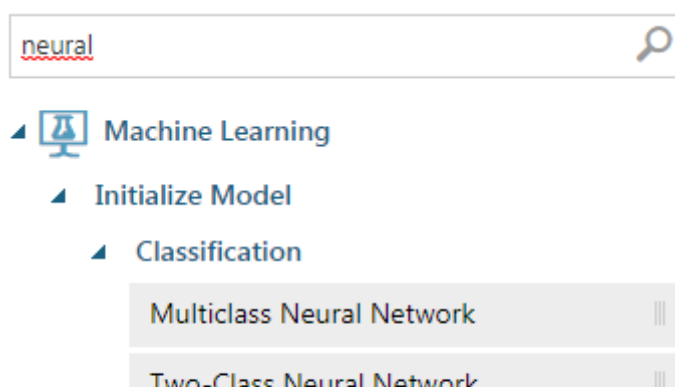 neural
Machine Learning
Initialize Model
Classification
Multiclass Neural Network
Two-Class Neural Network